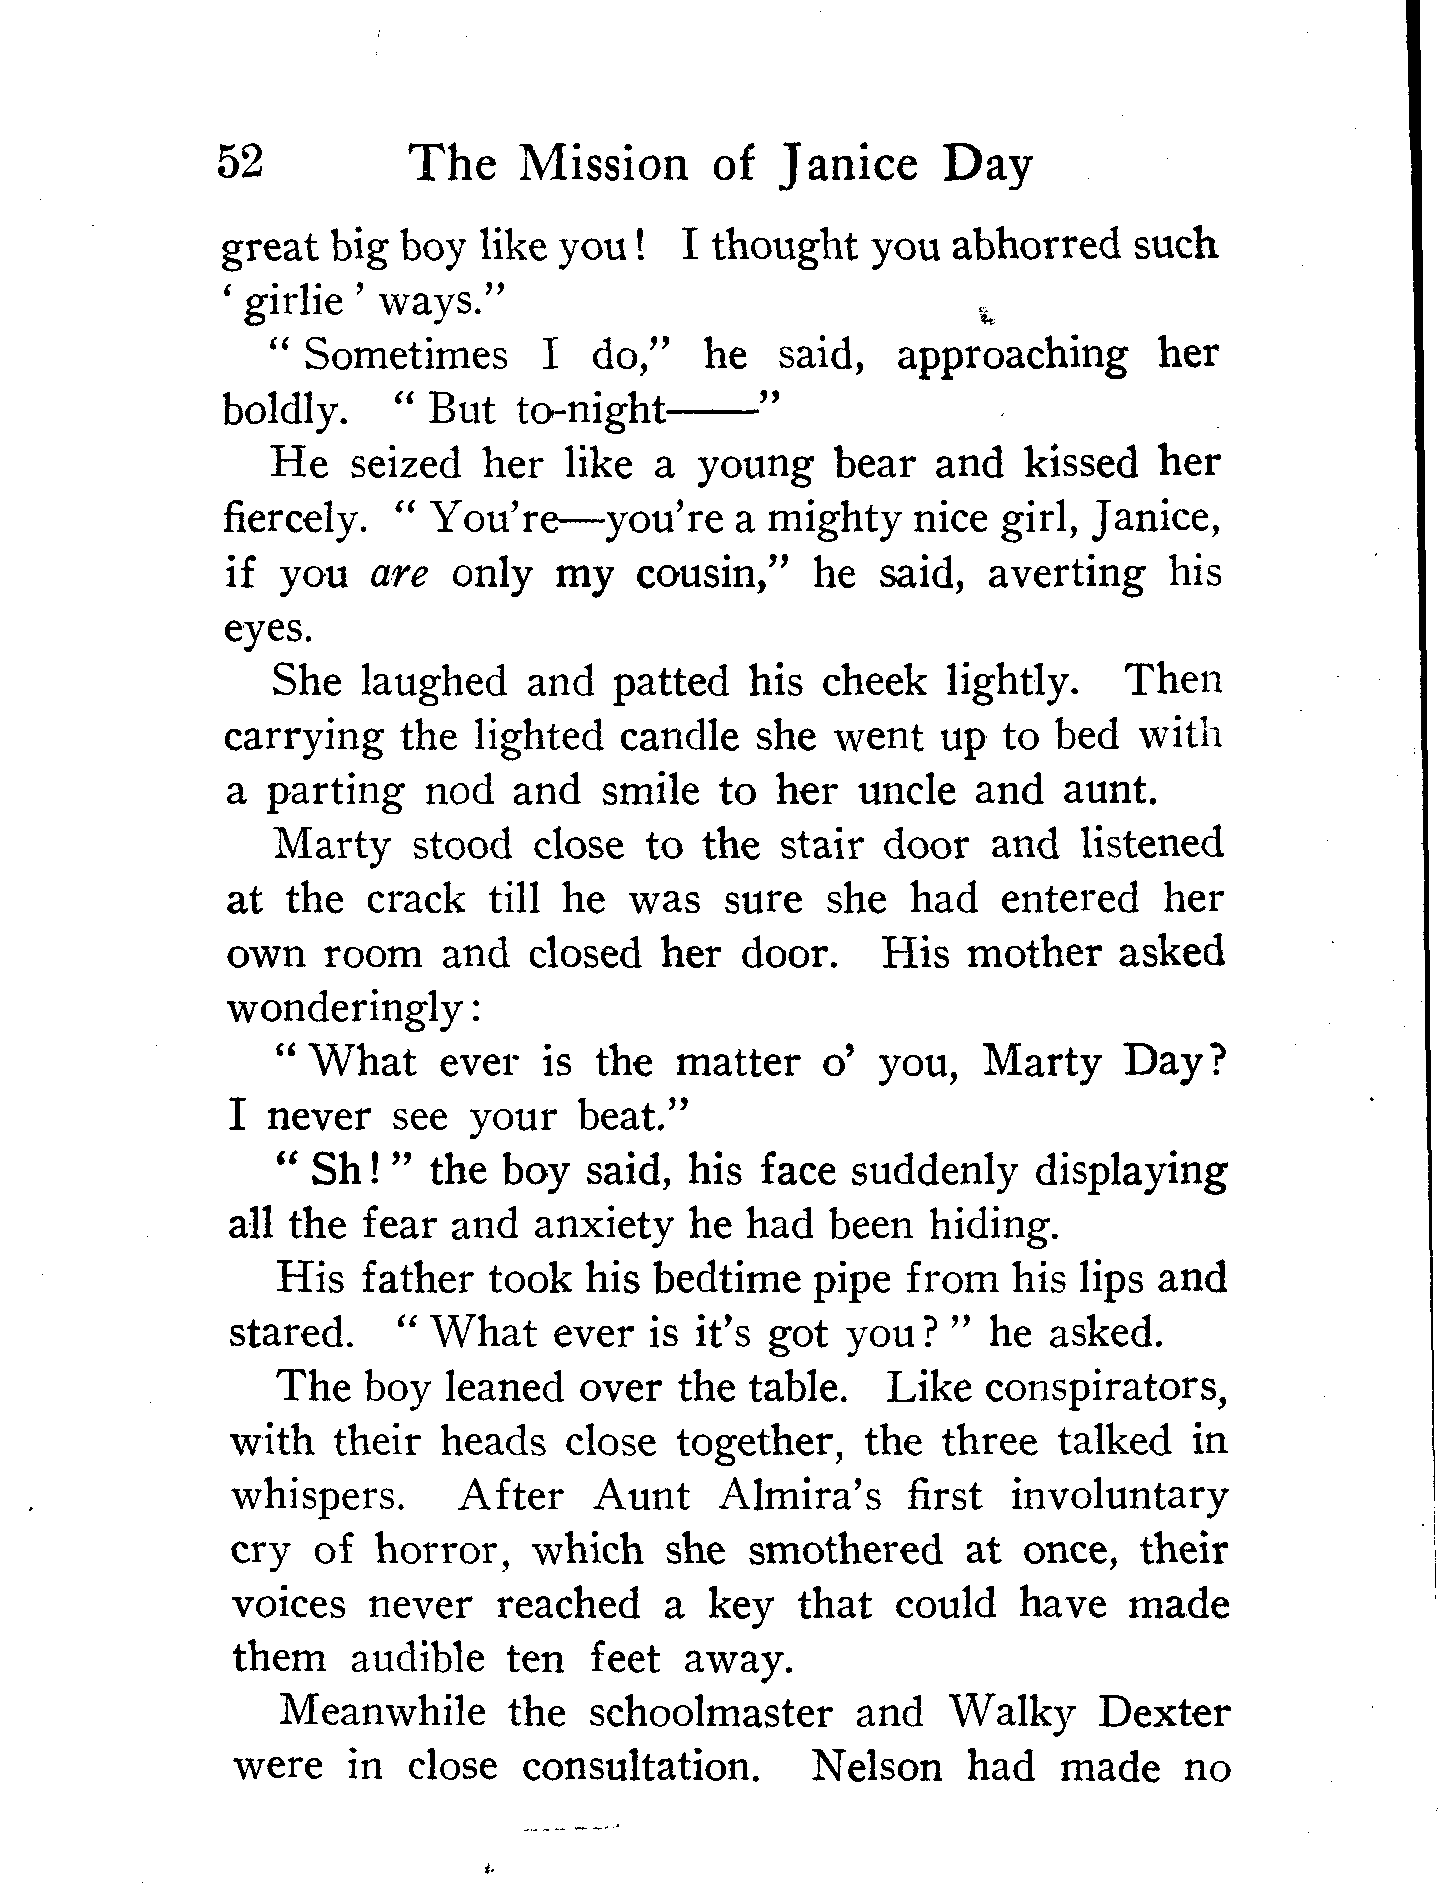 52 The Mission of Janice Day
great big boy like you! I thought you abhorred such
‘ girlie ’ ways.”
“ Sometimes I do,” he said, approaching her
boldly. “ But to-night——”
He seized her like a young bear and kissed her
fiercely. “ You’re—you’re a mighty nice girl, Janice,
if you are only my cousin,” he said, averting his
eyes.
She laughed and patted his cheek lightly. Then
carrying the lighted candle she went up to bed with
a parting nod and smile to her uncle and aunt.
Marty stood close to the stair door and listened
at the crack till he was sure she had entered her
own room and closed her door. His mother asked
wonderingly:
“ What ever is the matter o’ you, Marty Day?
I never see your beat.”
“ Sh! ” the boy said, his face suddenly displaying
all the fear and anxiety he had been hiding.
His father took his bedtime pipe from his lips and
stared. “ What ever is it’s got you? ” he asked.
The boy leaned over the table. Like conspirators,
with their heads close together, the three talked in
whispers. After Aunt Almira’s first involuntary
cry of horror, which she smothered at once, their
voices never reached a key that could have made
them audible ten feet away.
Meanwhile the schoolmaster and Walky Dexter
were in close consultation. Nelson had made no